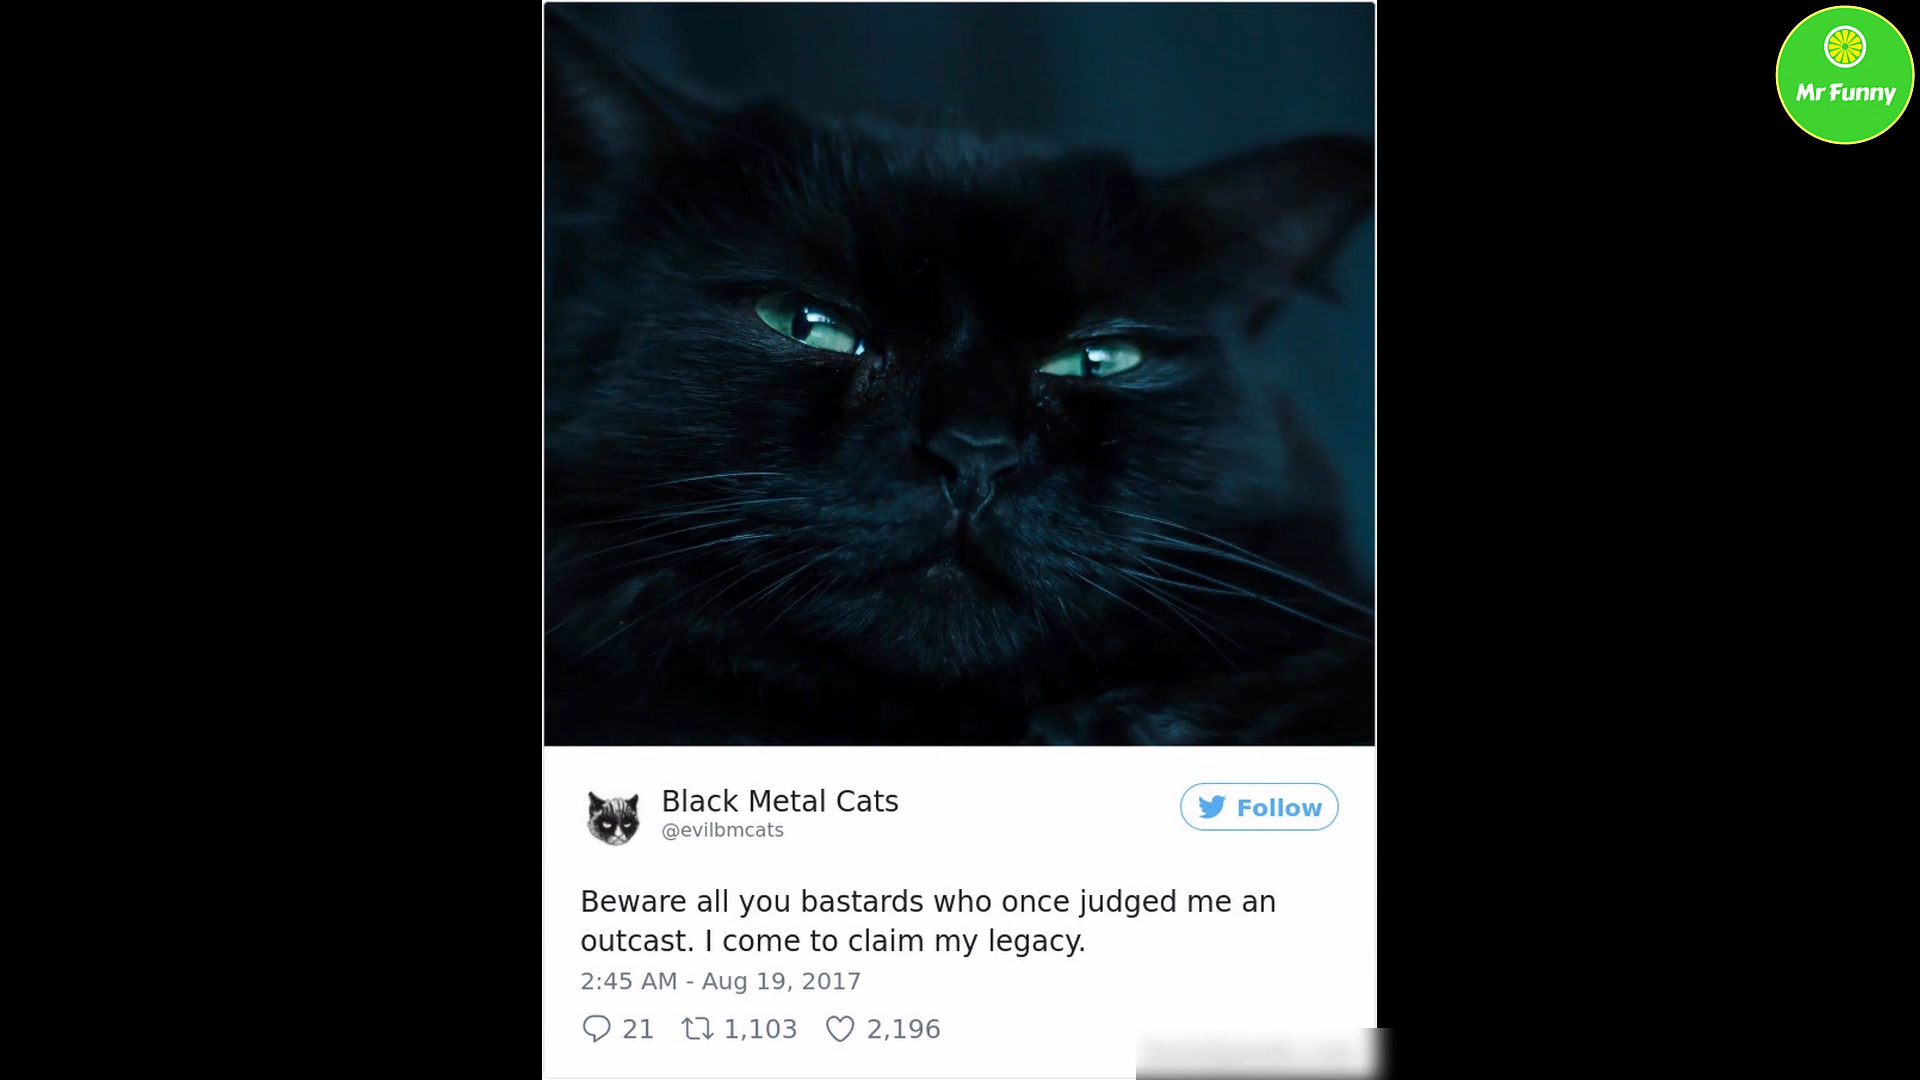 Mr Funny
Black Metal Cats
@evilbmcats
Follow
Beware all you bastards who once judged me an
outcast. I come to claim my legacy.
2:45 AM - Aug 19, 2017
21 1,103 2,196